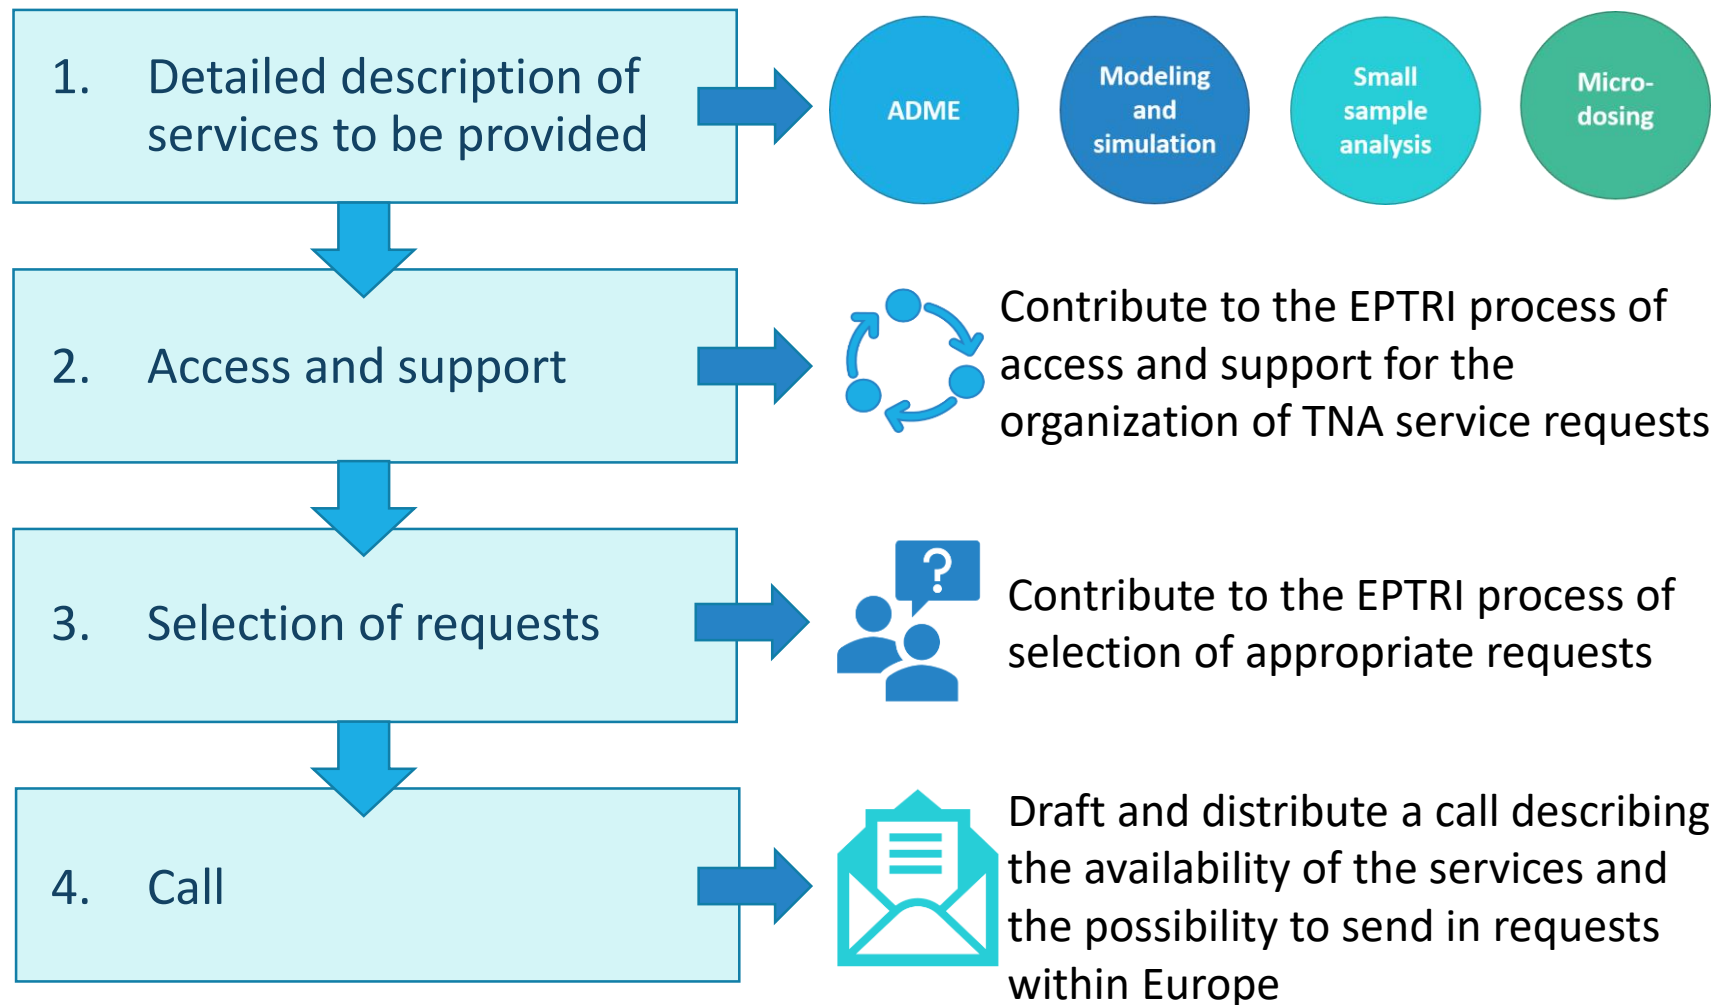 1. Detailed description of
services to be provided
ADME
Modeling
and
simulation
Small
sample
analysis
Micro-
dosing
2. Access and support
Contribute to the EPTRI process of
access and support for the
organization of TNA service requests
3. Selection of requests
?
Contribute to the EPTRI process of
selection of appropriate requests
4. Call
Draft and distribute a call describing
the availability of the services and
the possibility to send in requests
within Europe